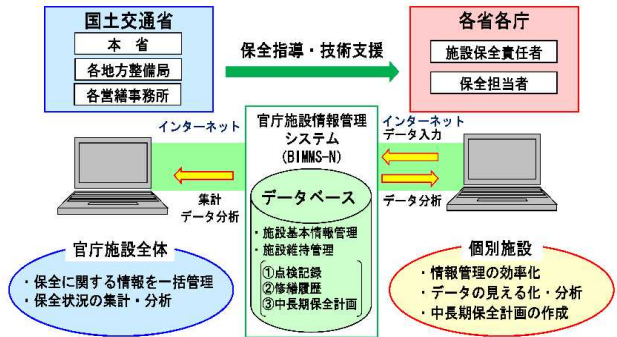 国土交通省
本 省
各地方整備局
各営繕事務所
保全指導・技術支援
各省各庁
施設保全責任者
保全担当者
インターネット
集計
データ分析
官庁施設情報管理
システム
(BIMMS-N)
データベース
・施設基本情報管理
・施設維持管理
①点検記録
②修繕履歴
③中長期保全計画
インターネット
データ入力
データ分析
官庁施設全体
・保全に関する情報を一括管理
・保全状況の集計・分析
個別施設
・情報管理の効率化
・データの見える化・分析
・中長期保全計画の作成